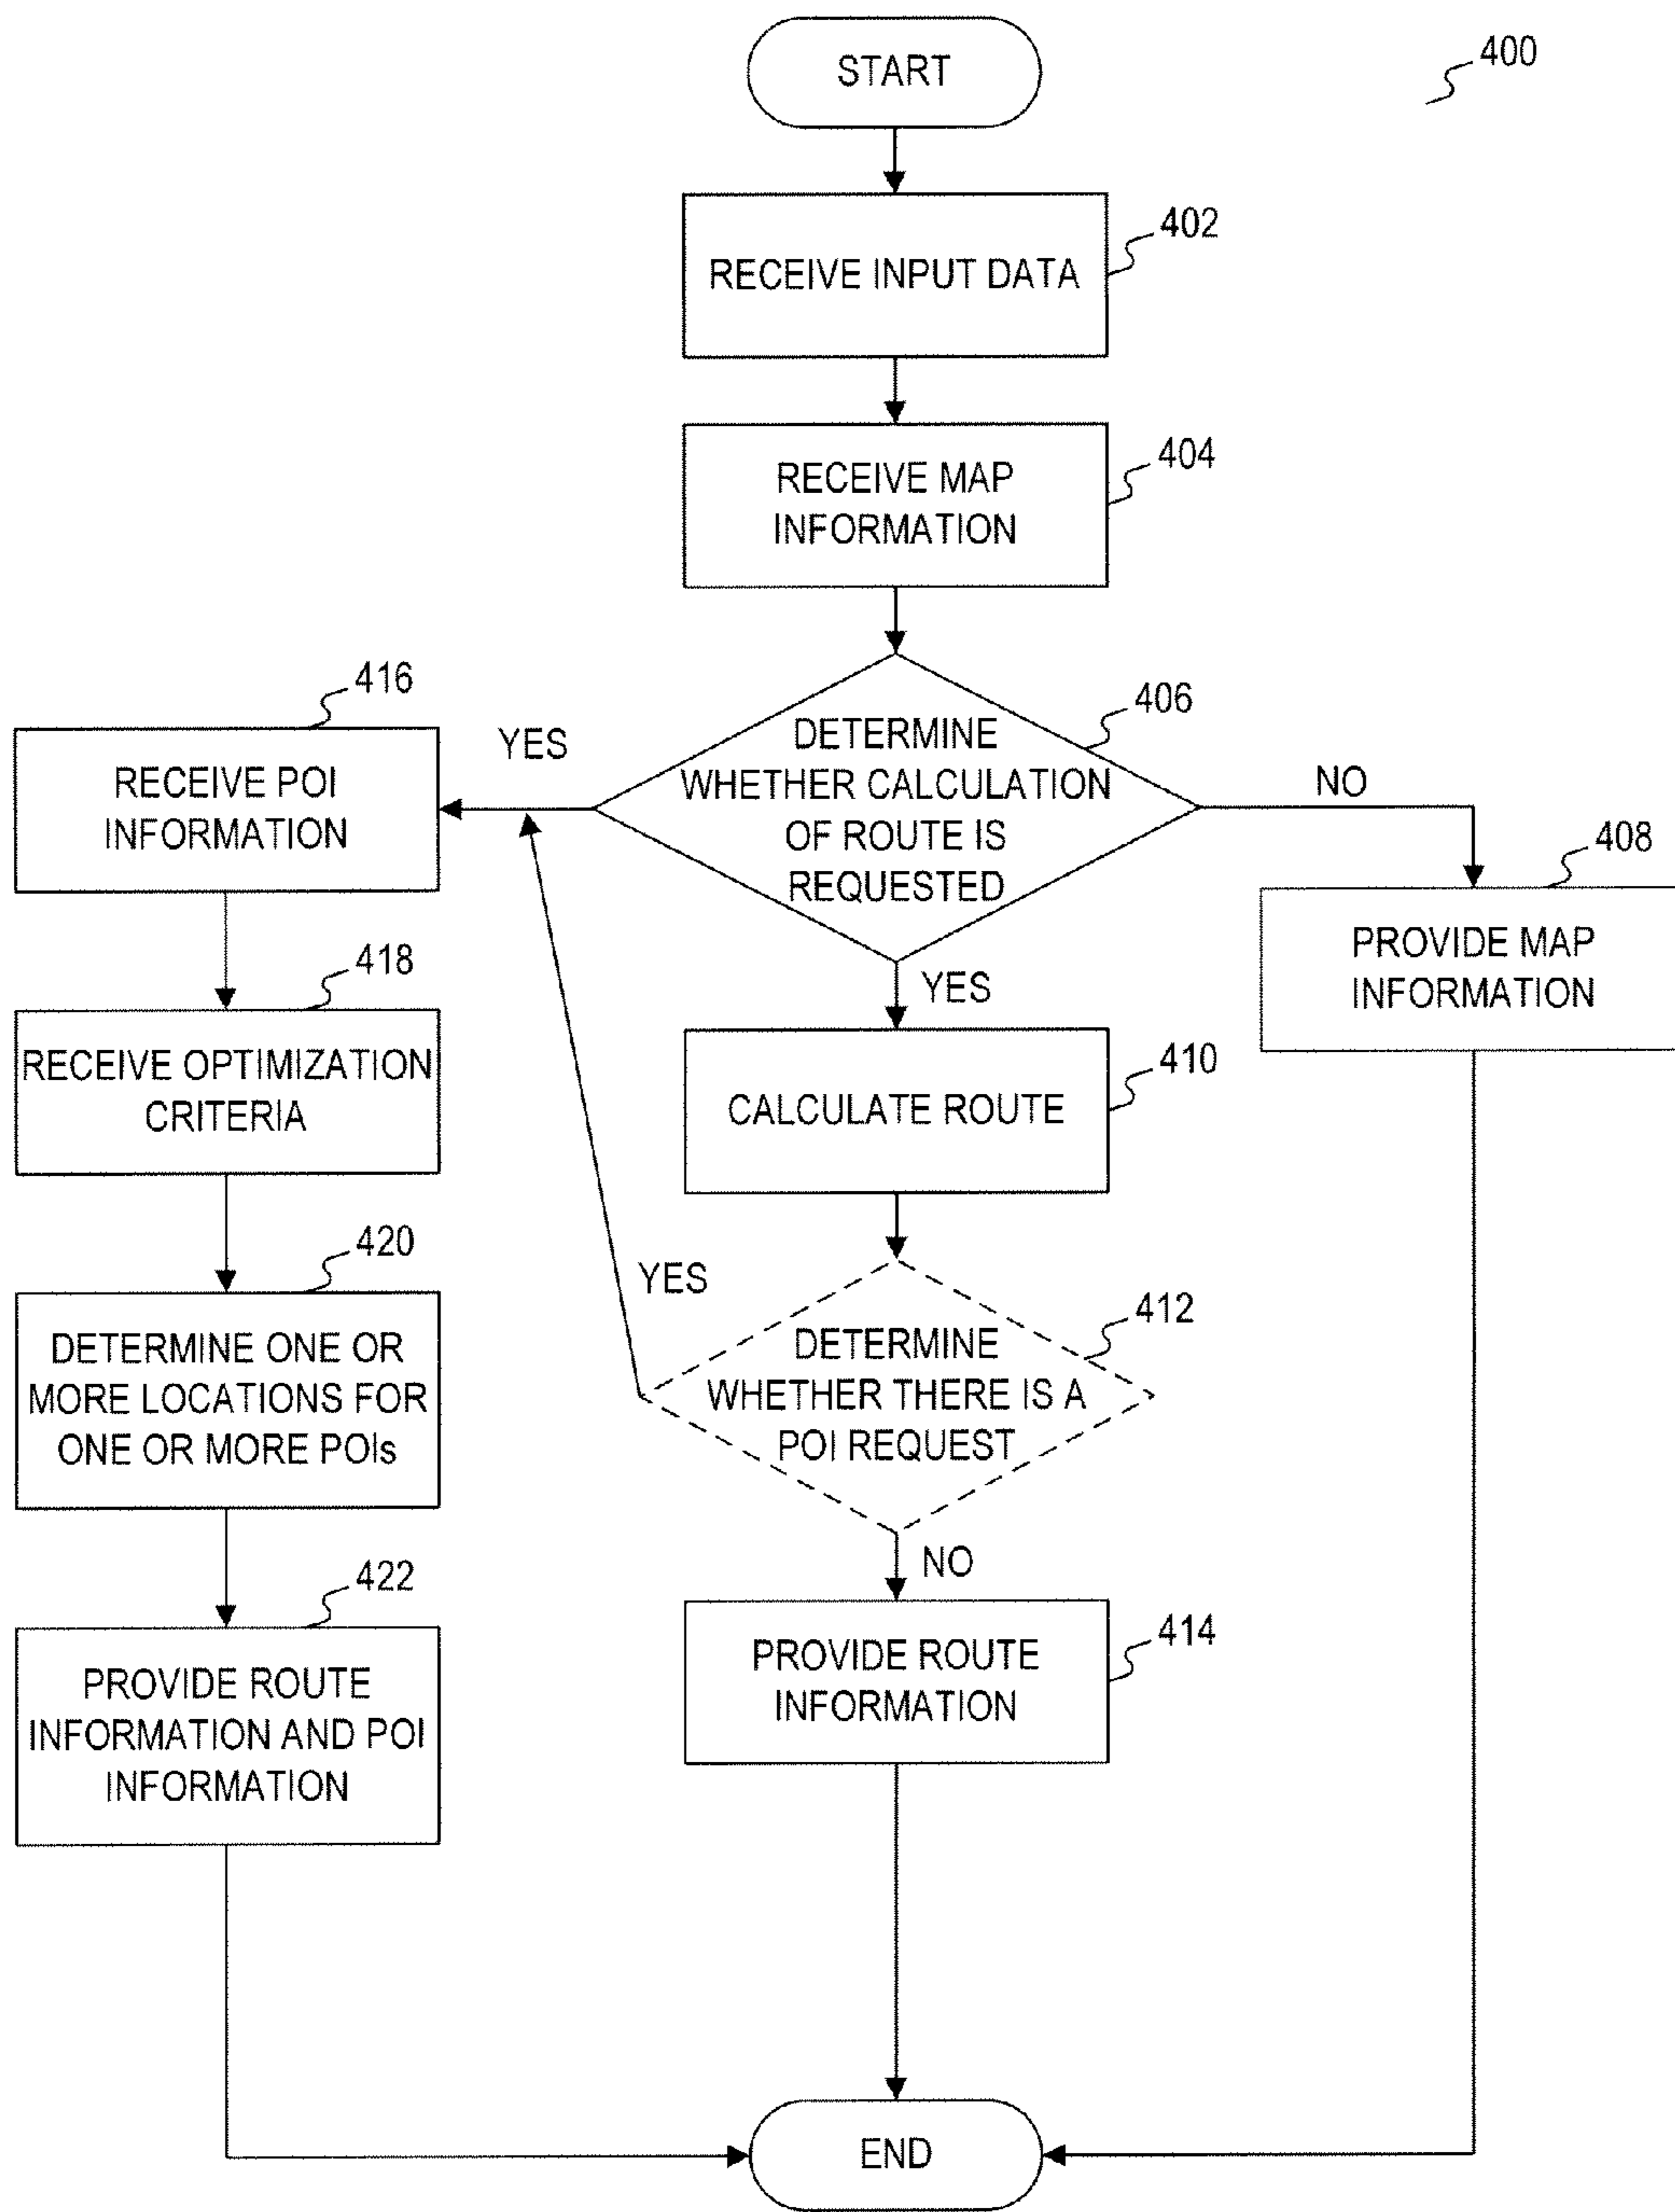 START
400
402
RECEIVE INPUT DATA
404
RECEIVE MAP
INFORMATION
406
DETERMINE
WHETHER CALCULATION
OF ROUTE IS
REQUESTED
YES
NO
YES
416
RECEIVE POI
INFORMATION
408
PROVIDE MAP
INFORMATION
418
RECEIVE OPTIMIZATION
CRITERIA
410
CALCULATE ROUTE
420
DETERMINE ONE OR
MORE LOCATIONS FOR
ONE OR MORE POIs
YES
412
DETERMINE
WHETHER THERE IS A
POI REQUEST
NO
422
PROVIDE ROUTE
INFORMATION AND POI
INFORMATION
414
PROVIDE ROUTE
INFORMATION
END